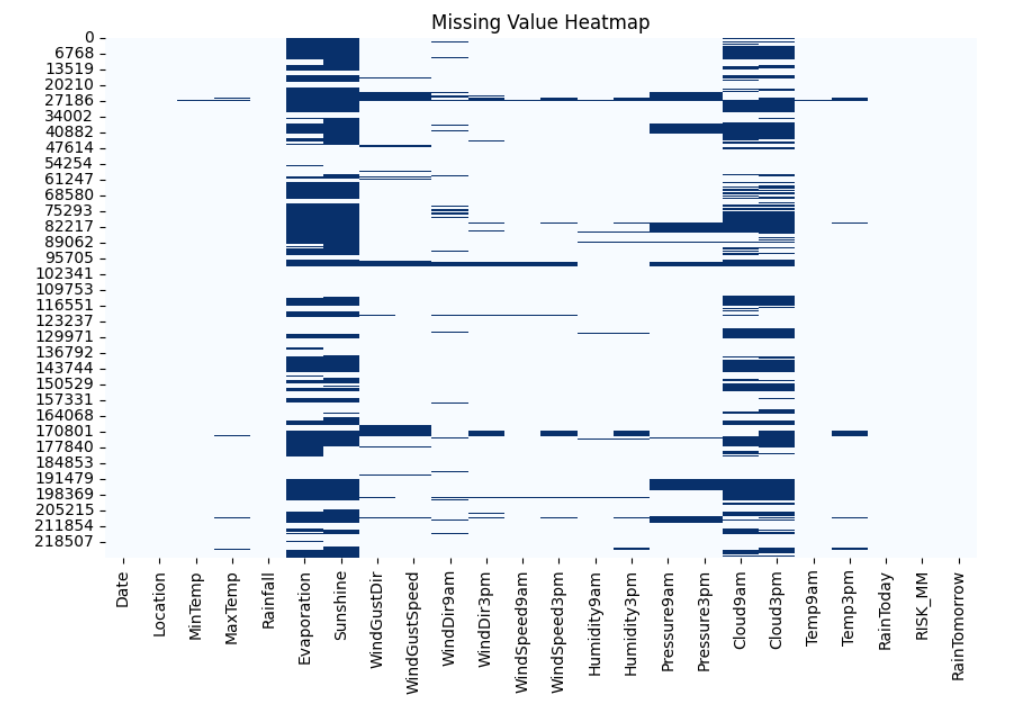 Missing Value Heatmap
0
6768
13519
20210
27186
34002
40882
47614
54254
61247
68580
75293
82217
89062
95705
102341
109753
116551
123237
129971
136792
143744
150529
157331
164068
170801
177840
184853
191479
198369
205215
211854
218507
Date
Location
MinTemp
MaxTemp
Rainfall
Evaporation
Sunshine
WindGustDir
WindGustSpeed
WindDir9am
WindDir3pm
WindSpeed9am
WindSpeed3pm
Humidity9am
Humidity3pm
Pressure9am
Pressure3pm
Cloud9am
Cloud3pm
Temp9am
Temp3pm
RainToday
RISK_MM
RainTomorrow